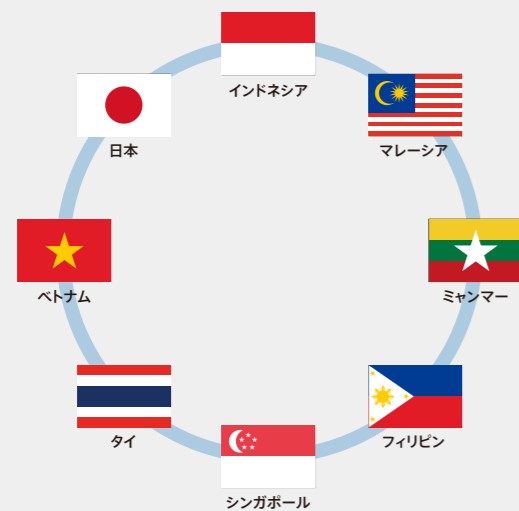 インドネシア
日本
マレーシア
ベトナム
ミャンマー
タイ
フィリピン
シンガポール